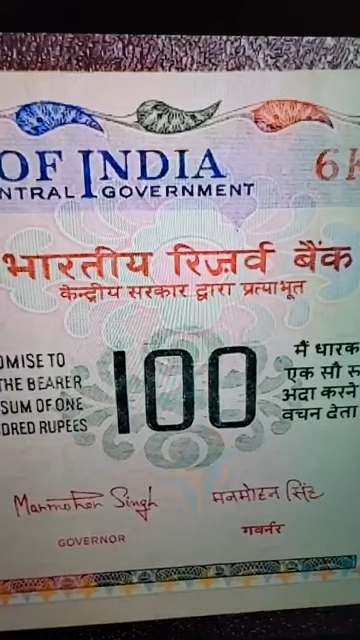 OF INDIA
6
NTRAL GOVERNMENT
भारतीय रिज़र्व बैंक
केन्द्रीय सरकार द्वारा प्रत्याभूत
OMISE TO
THE BEARER
SUM OF ONE
DRED RUPEES
100
मैं धारक
एक सौ रु
अदा करने
वचन देता
Manmohan Singh
मनमोहन सिंह
GOVERNOR
गवर्नर